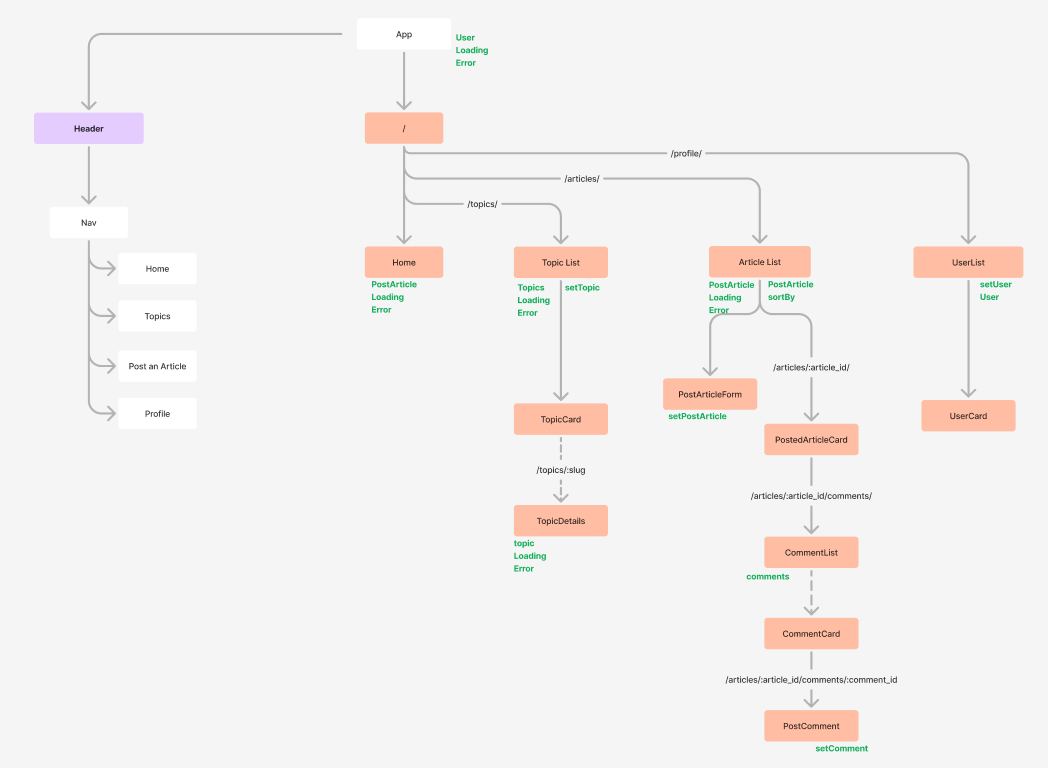 App
User
Loading
Error
Header
/
/profile/
/articles/
/topics/
Nav
Home
Topics
Post an Article
Profile
Home
PostArticle
Loading
Error
Topic List
Topics
Loading
Error
setTopic
Article List
PostArticle
Loading
Error
PostArticle
sortBy
UserList
setUser
User
/articles/:article_id/
PostArticleForm
setPostArticle
UserCard
TopicCard
PostedArticleCard
/topics/:slug
/articles/:article_id/comments/
TopicDetails
topic
Loading
Error
CommentList
comments
CommentCard
/articles/:article_id/comments/:comment_id
PostComment
setComment